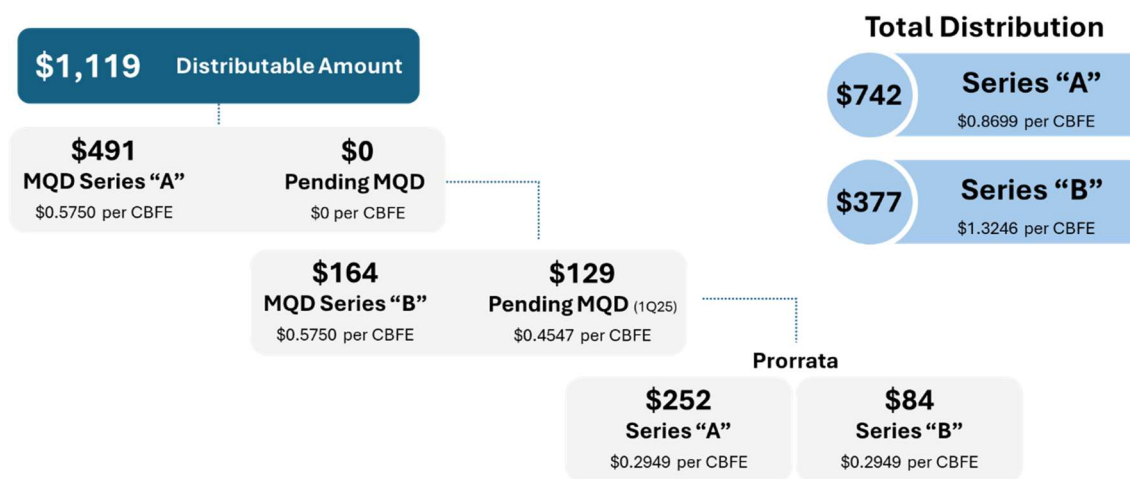 $1,119 Distributable Amount
$491
MQD Series “A”
$0.5750 per CBFE
$0
Pending MQD
$0 per CBFE
$164
MQD Series “B”
$0.5750 per CBFE
$129
Pending MQD (1Q25)
$0.4547 per CBFE
Prorrata
$252
Series “A”
$0.2949 per CBFE
$84
Series “B”
$0.2949 per CBFE
Total Distribution
$742
Series “A”
$0.8699 per CBFE
$377
Series “B”
$1.3246 per CBFE